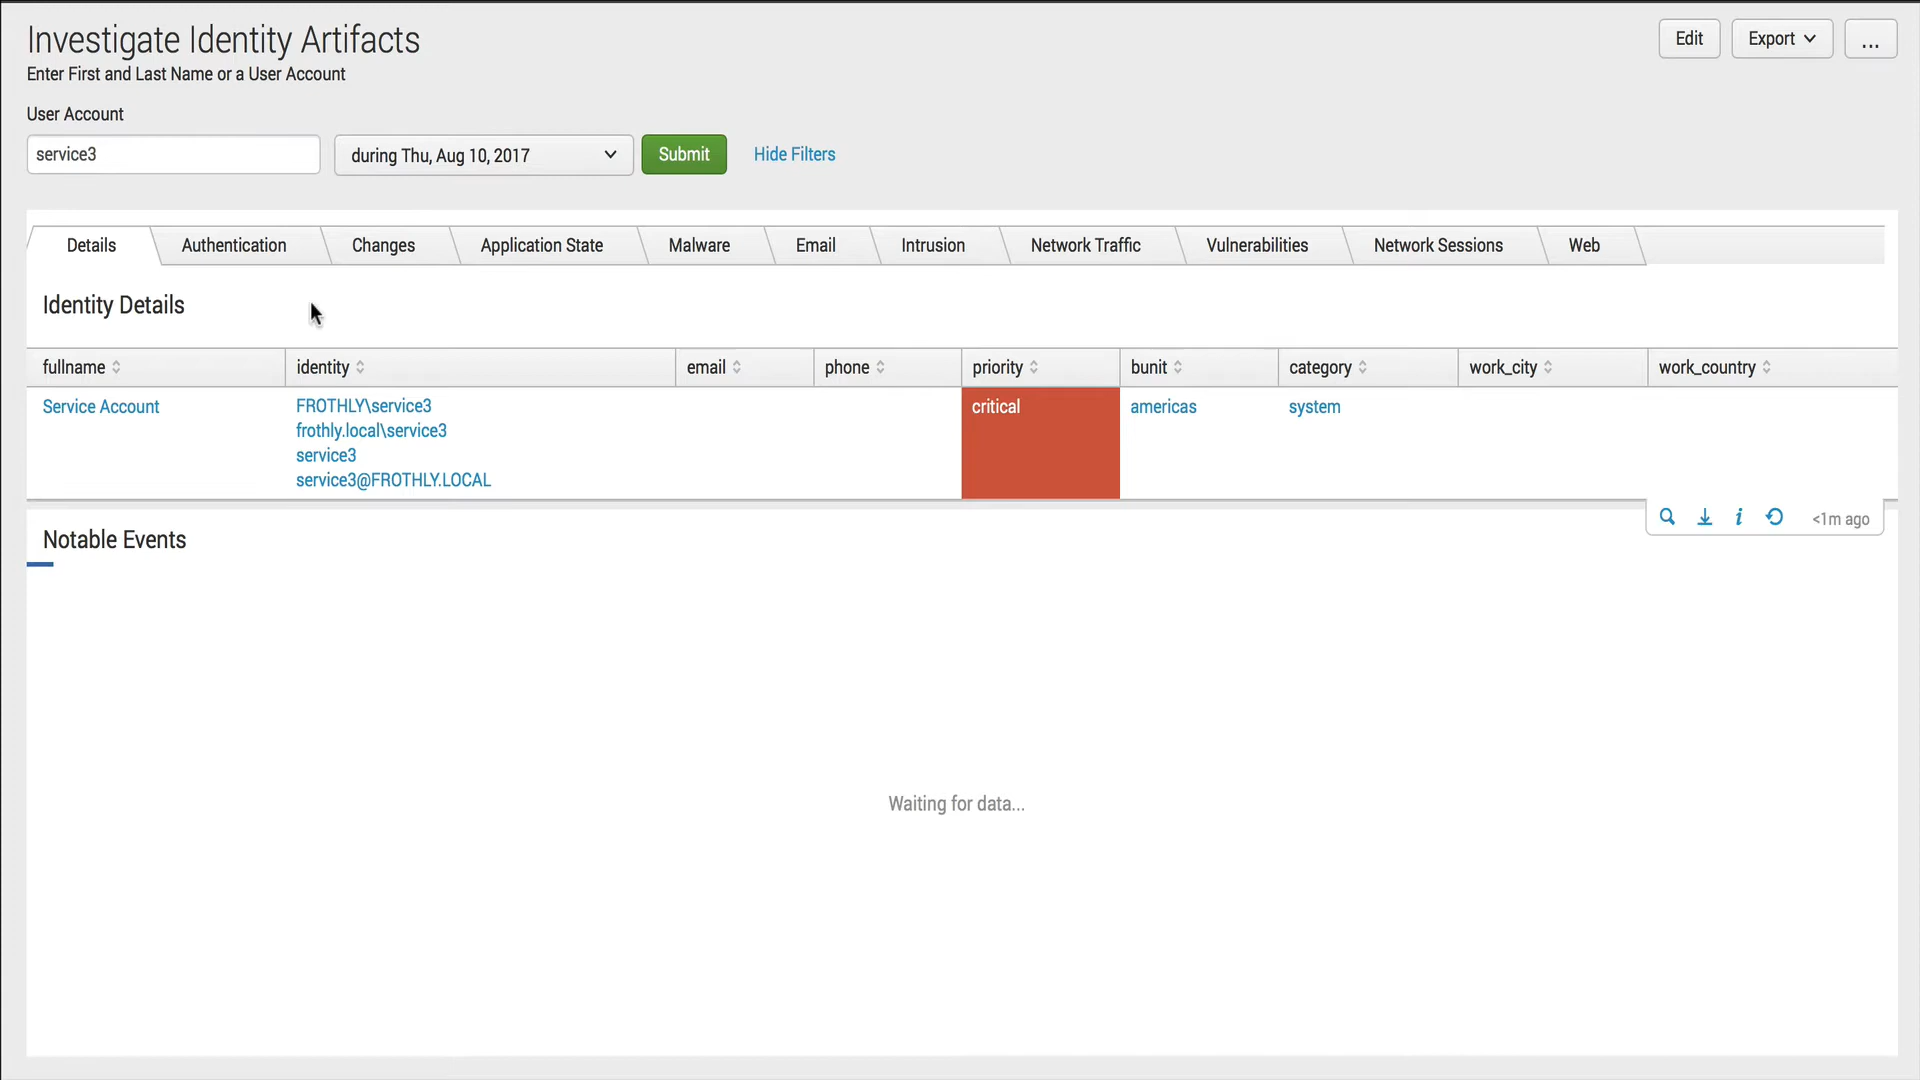 Investigate Identity Artifacts
Edit
Export
...
Enter First and Last Name or a User Account
User Account
service3
during Thu, Aug 10, 2017
Submit
Hide Filters
Details
Authentication
Changes
Application State
Malware
Email
Intrusion
Network Traffic
Vulnerabilities
Network Sessions
Web
Identity Details
fullname
identity
email
phone
priority
bunit
category
work_city
work_country
Service Account
FROTHLY\service3
frothly.local\service3
service3
service3@FROTHLY.LOCAL
critical
americas
system
<1m ago
Notable Events
Waiting for data...